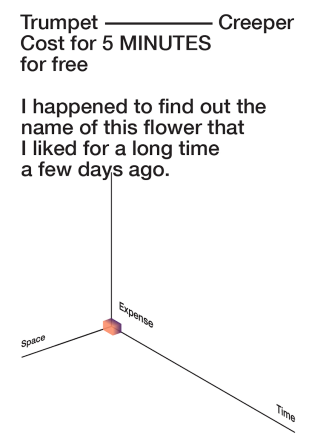 Trumpet ——— Creeper
Cost for 5 MINUTES
for free
I happened to find out the
name of this flower that
I liked for a long time
a few days ago.
Expense
Space
Time